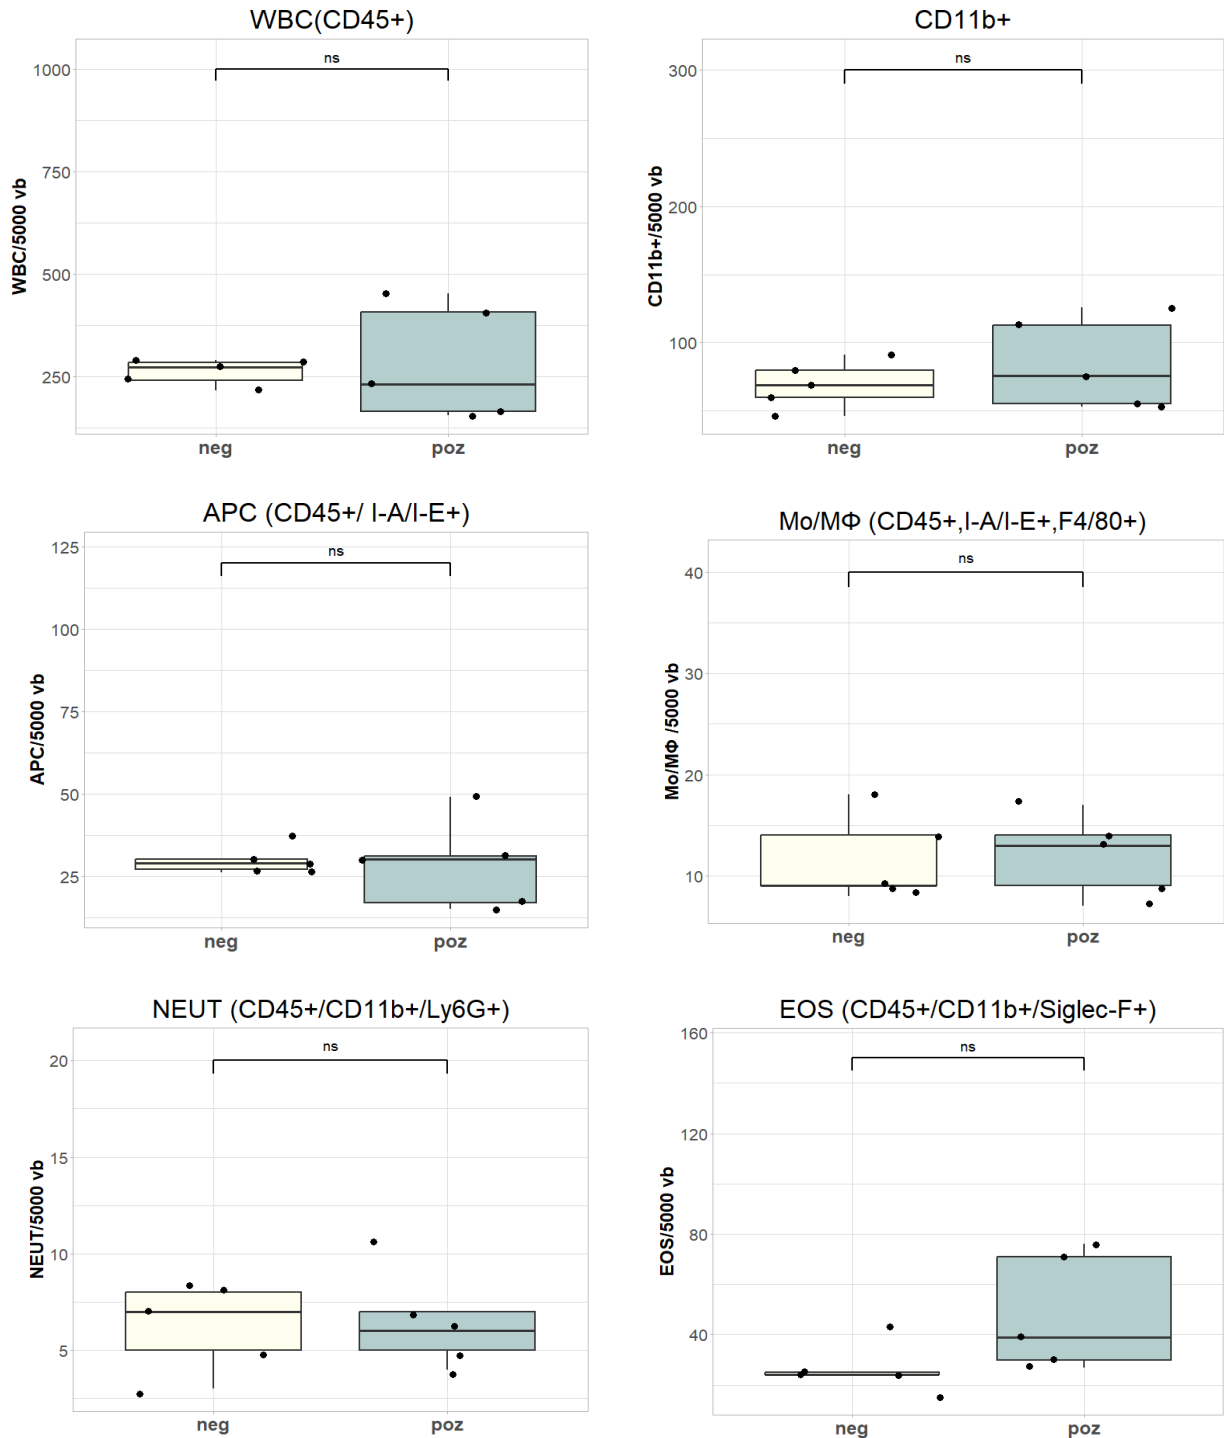 WBC(CD45+)
ns
1000
750
500
250
WBC/5000 vb
neg poz
CD11b+
ns
300
200
100
CD11b+/5000 vb
neg poz
APC (CD45+/ I-A/I-E+)
ns
125
100
75
50
25
APC/5000 vb
neg poz
Mo/MΦ (CD45+,I-A/I-E+,F4/80+)
ns
40
30
20
10
Mo/MΦ /5000 vb
neg poz
NEUT (CD45+/CD11b+/Ly6G+)
ns
20
15
10
5
NEUT/5000 vb
neg poz
EOS (CD45+/CD11b+/Siglec-F+)
ns
160
120
80
40
EOS/5000 vb
neg poz